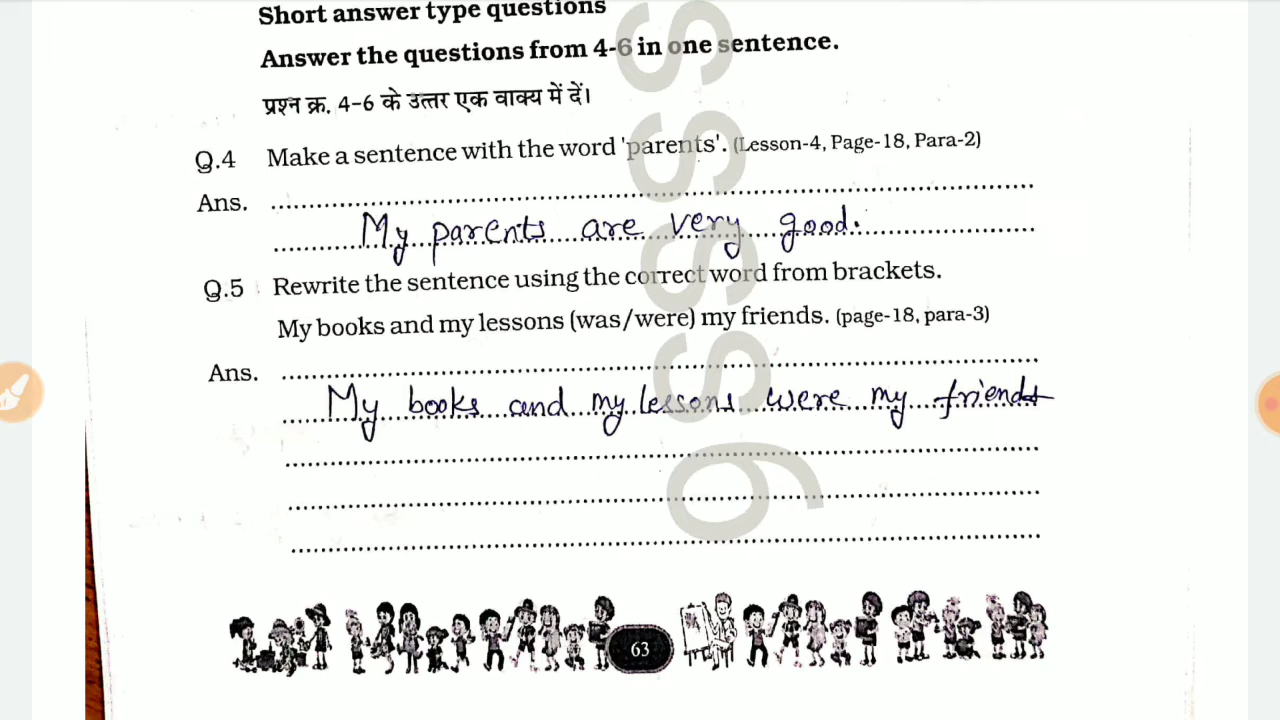 Short answer type questions
Answer the questions from 4-6 in one sentence.
प्रश्न क्र. 4-6 के उत्तर एक वाक्य में दें।
Q.4 Make a sentence with the word 'parents'. (Lesson-4, Page-18, Para-2)
Ans.
My parents are very good.
Q.5 Rewrite the sentence using the correct word from brackets.
My books and my lessons (was/were) my friends. (page-18, para-3)
Ans.
My books and my lessons were my friends
63
gssss